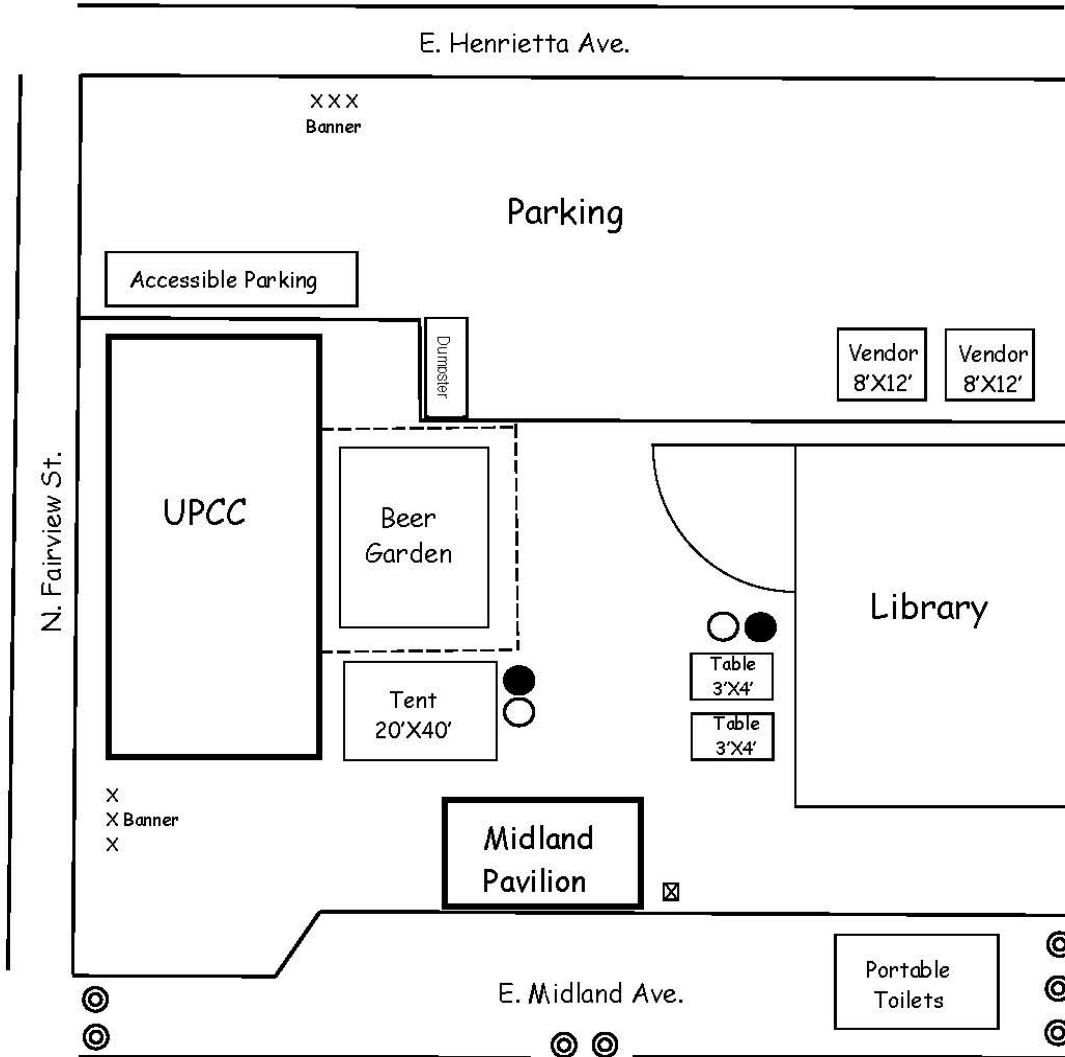 E. Henrietta Ave.
X X X
Banner
Parking
Accessible Parking
Dumpster
Vendor
8'X12'
Vendor
8'X12'
N. Fairview St.
UPCC
Beer
Garden
Library
Table
3'X4'
Tent
20'X40'
Table
3'X4'
X
X Banner
X
Midland
Pavilion
X
Portable
Toilets
E. Midland Ave.